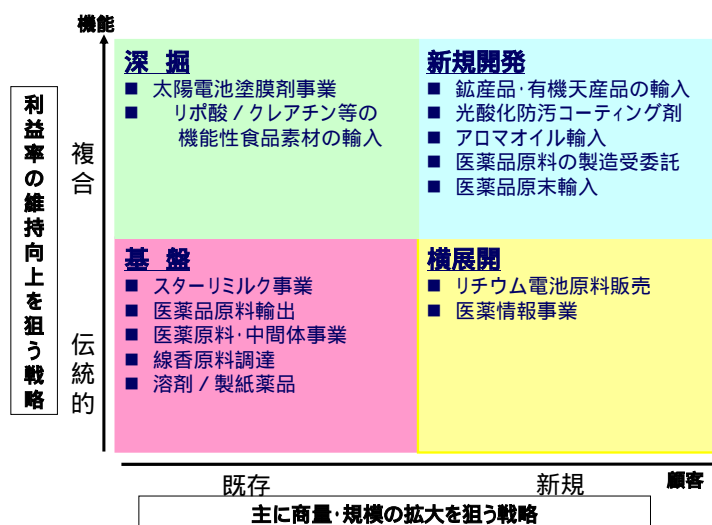 機能
深 掘
■ 太陽電池塗膜剤事業
■ リポ酸 / クレアチン等の
機能性食品素材の輸入
新規開発
■ 鉱産品・有機天産品の輸入
■ 光酸化防汚コーティング剤
■ アロマオイル輸入
■ 医薬品原料の製造受委託
■ 医薬品原末輸入
利益率の維持向上を狙う戦略
複合
伝統的
基 盤
■ スターリミルク事業
■ 医薬品原料輸出
■ 医薬原料・中間体事業
■ 線香原料調達
■ 溶剤 / 製紙薬品
横展開
■ リチウム電池原料販売
■ 医薬情報事業
既存
新規
顧客
主に商量・規模の拡大を狙う戦略